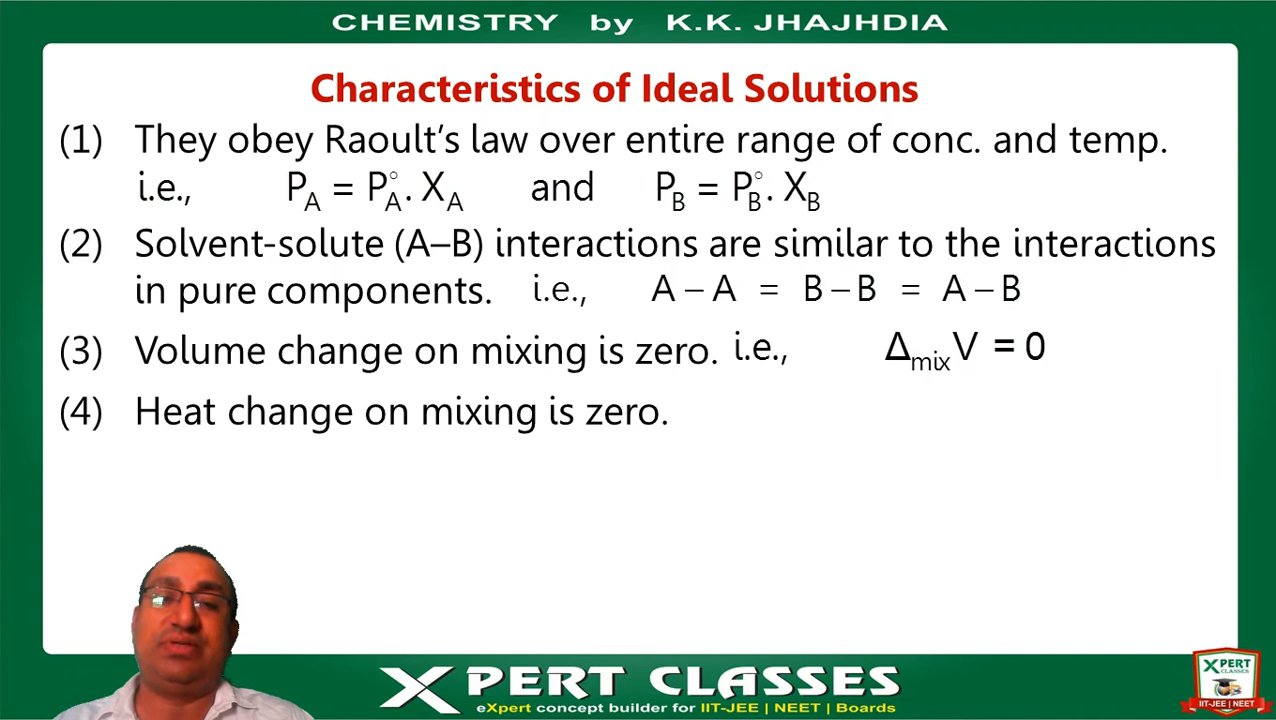 CHEMISTRY by K.K. JHAJHDIA
Characteristics of Ideal Solutions
(1) They obey Raoult's law over entire range of conc. and temp.
i.e., P_A = P°_A. X_A and P_B = P°_B. X_B
(2) Solvent-solute (A–B) interactions are similar to the interactions
in pure components. i.e., A – A = B – B = A – B
(3) Volume change on mixing is zero. i.e., Δ_mix V = 0
(4) Heat change on mixing is zero.
XPERT CLASSES
eXpert concept builder for IIT-JEE | NEET | Boards
XPERT
CLASSES
IIT-JEE | NEET